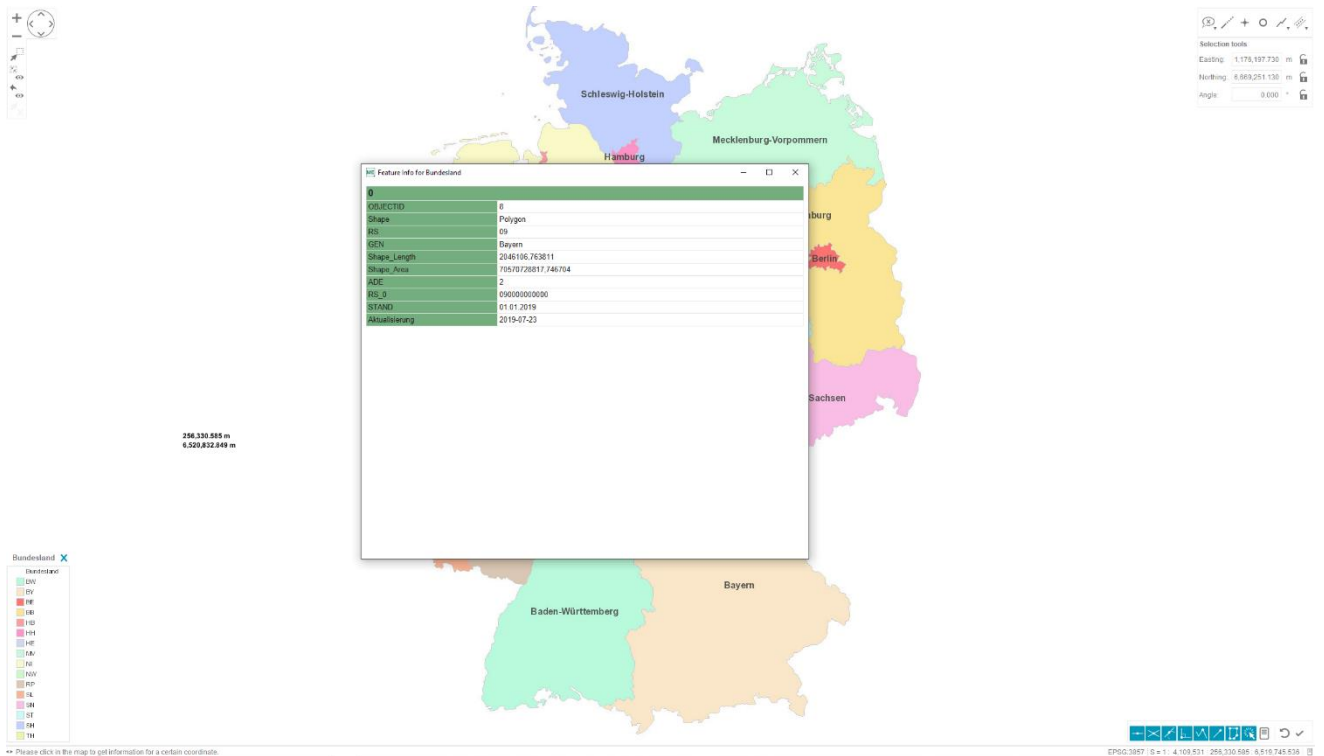 Selection tools
Easting: 1,176,197.730 m
Northing: 6,669,251.130 m
Angle: 0.000 °
Schleswig-Holstein
Mecklenburg-Vorpommern
Hamburg
Feature Info for Bundesland
0
OBJECTID 8
Shape Polygon
RS 09
GEN Bayern
Shape_Length 2046106,763811
Shape_Area 70570728817,746704
ADE 2
RS_0 090000000000
STAND 01.01.2019
Aktualisierung 2019-07-23
burg
Berlin
Sachsen
256,330.585 m
6,520,832.849 m
Bayern
Baden-Württemberg
Bundesland
Bundesland
BW
BY
BE
BB
HB
HH
HE
MV
NI
NW
RP
SL
SN
ST
SH
TH
Please click in the map to get information for a certain coordinate.
EPSG:3857 S = 1 : 4,109,531 256,330.585 6,519,745.536